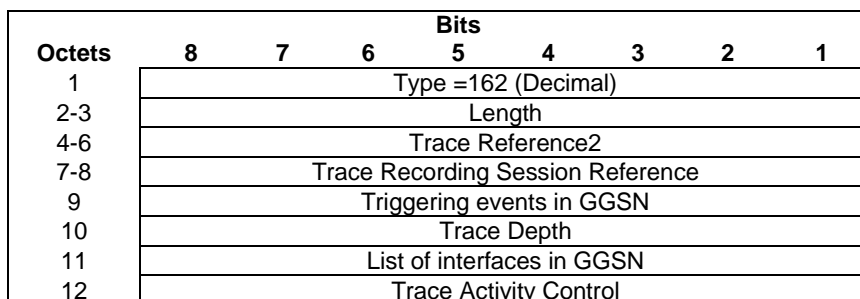 Bits
Octets 8 7 6 5 4 3 2 1
1 Type =162 (Decimal)
2-3 Length
4-6 Trace Reference2
7-8 Trace Recording Session Reference
9 Triggering events in GGSN
10 Trace Depth
11 List of interfaces in GGSN
12 Trace Activity Control